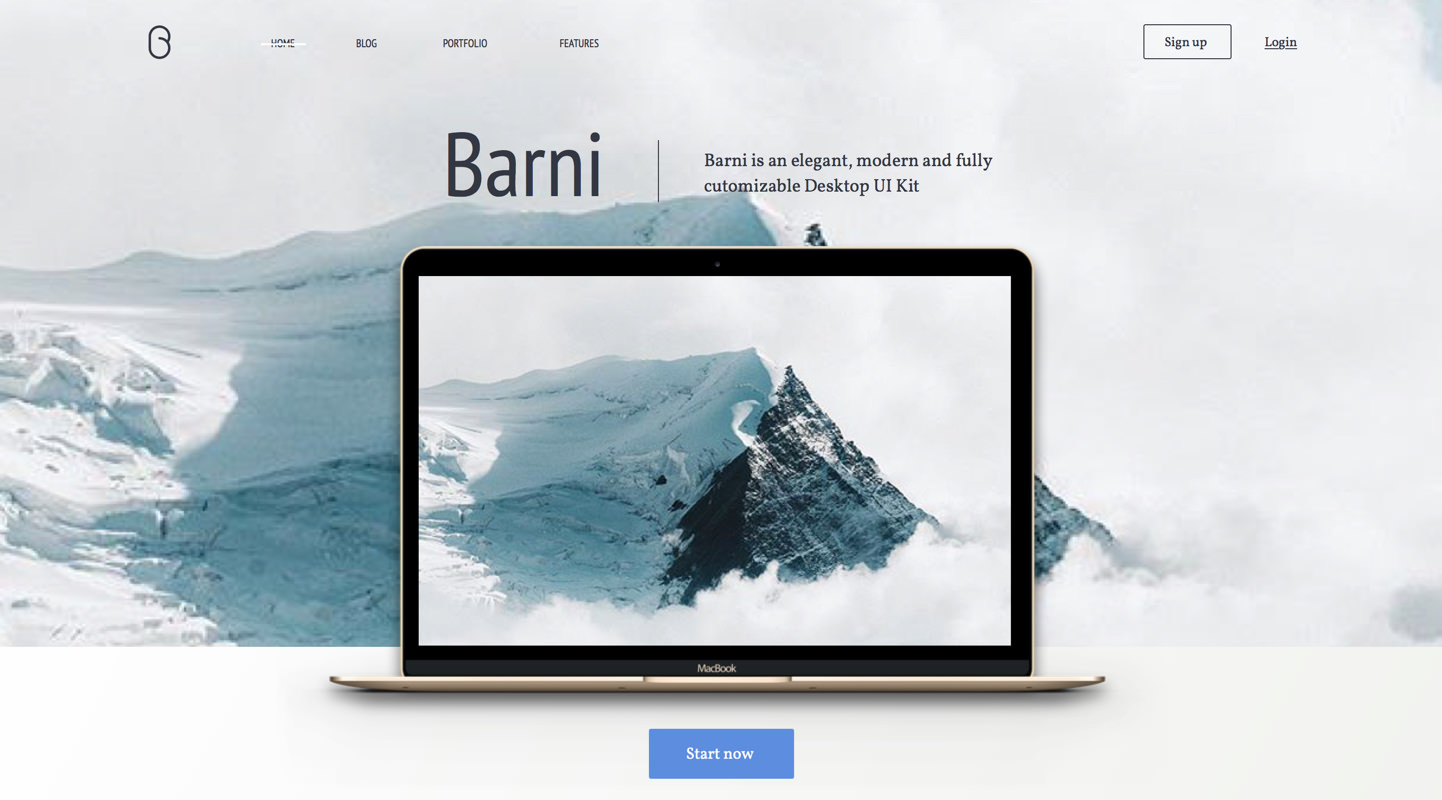 HOME BLOG PORTFOLIO FEATURES Sign up Login
Barni
Barni is an elegant, modern and fully
cutomizable Desktop UI Kit
MacBook
Start now